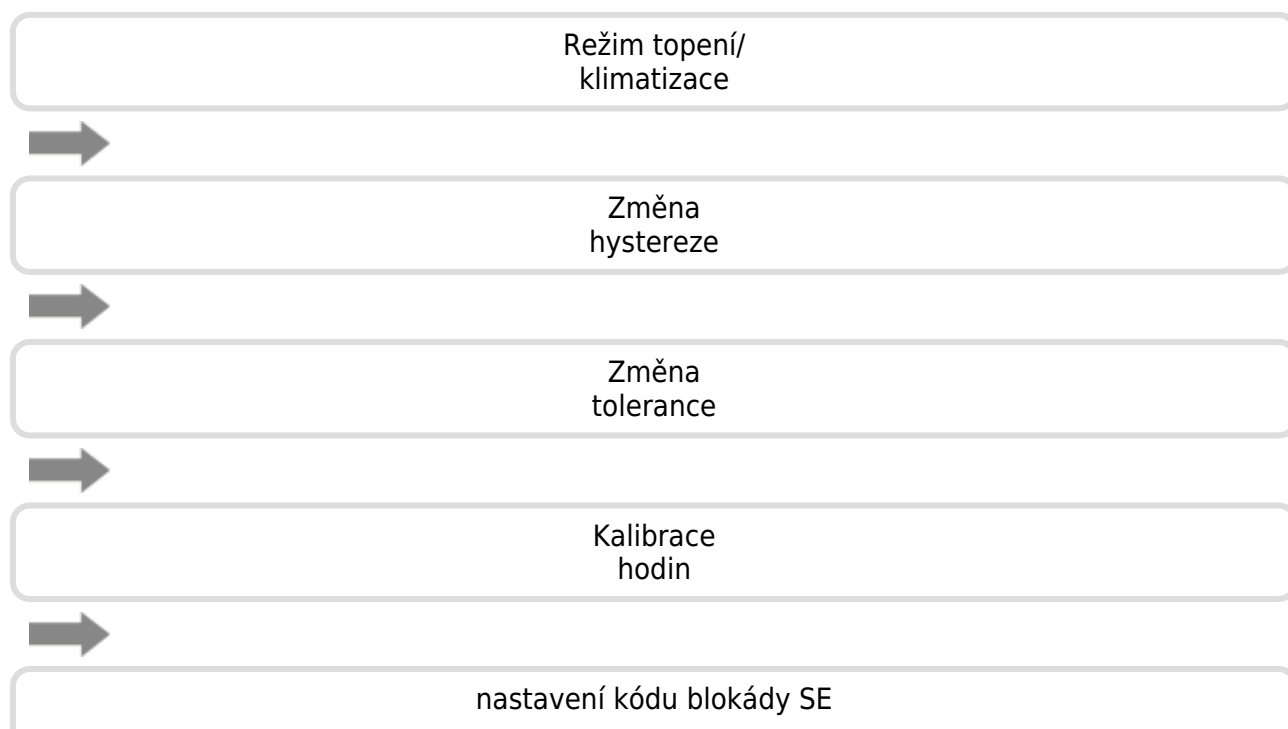 Režim topení/
klimatizace
Změna
hystereze
Změna
tolerance
Kalibrace
hodin
nastavení kódu blokády SE